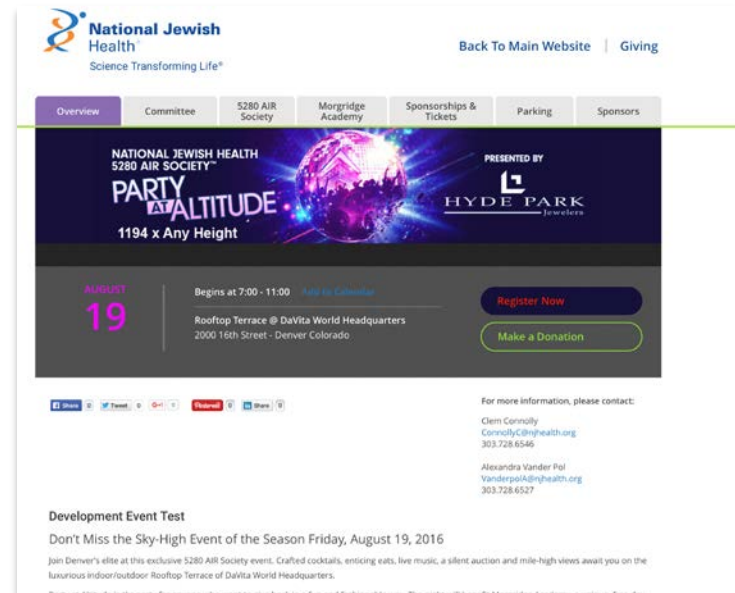 National Jewish
Health®
Science Transforming Life®
Back To Main Website | Giving
Overview
Committee
5280 AIR
Society
Morgridge
Academy
Sponsorships &
Tickets
Parking
Sponsors
NATIONAL JEWISH HEALTH
5280 AIR SOCIETY™
PARTY
AT ALTITUDE
1194 x Any Height
PRESENTED BY
HYDE PARK
Jewelers
AUGUST
19
Begins at 7:00 - 11:00 Add to Calendar
Rooftop Terrace @ DaVita World Headquarters
2000 16th Street - Denver Colorado
Register Now
Make a Donation
Share 0 Tweet 0 G+1 0 Pinterest 0 Share 0
For more information, please contact:
Clem Connolly
ConnollyC@njhealth.org
303.728.6546
Alexandra Vander Pol
VanderpolA@njhealth.org
303.728.6527
Development Event Test
Don't Miss the Sky-High Event of the Season Friday, August 19, 2016
Join Denver's elite at this exclusive 5280 AIR Society event. Crafted cocktails, enticing eats, live music, a silent auction and mile-high views await you on the
luxurious indoor/outdoor Rooftop Terrace of DaVita World Headquarters.